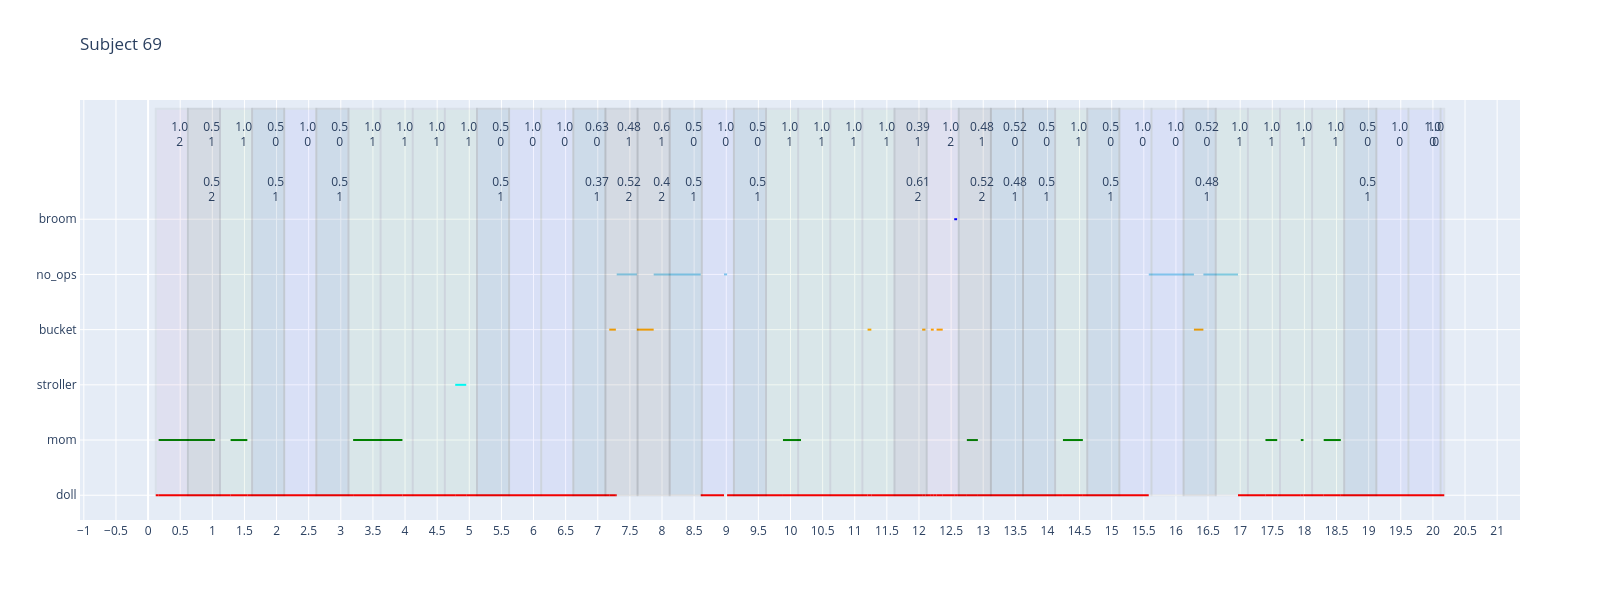 Subject 69
1.0 0.5 1.0 0.5 1.0 0.5 1.0 1.0 1.0 1.0 0.5 1.0 1.0 0.63 0.48 0.6 0.5 1.0 0.5 1.0 1.0 1.0 1.0 0.39 1.0 0.48 0.52 0.5 1.0 0.5 1.0 1.0 0.52 1.0 1.0 1.0 1.0 0.5 1.0 1.0 1.0
2 1 1 0 0 0 1 1 1 1 0 0 0 0 1 1 0 0 0 1 1 1 1 1 2 1 0 0 1 0 0 0 0 1 1 1 1 0 0 0 0
0.5 0.5 0.5 0.5 0.37 0.52 0.4 0.5 0.5 0.61 0.52 0.48 0.5 0.5 0.48 0.5
2 1 1 1 1 2 2 1 1 2 2 1 1 1 1 1
broom
no_ops
bucket
stroller
mom
doll
−1 −0.5 0 0.5 1 1.5 2 2.5 3 3.5 4 4.5 5 5.5 6 6.5 7 7.5 8 8.5 9 9.5 10 10.5 11 11.5 12 12.5 13 13.5 14 14.5 15 15.5 16 16.5 17 17.5 18 18.5 19 19.5 20 20.5 21